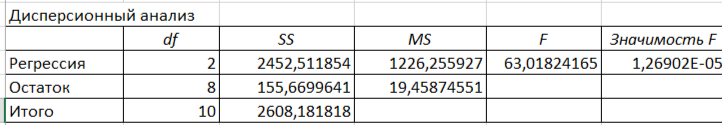 Дисперсионный анализ
df SS MS F Значимость F
Регрессия 2 2452,511854 1226,255927 63,01824165 1,26902E-05
Остаток 8 155,6699641 19,45874551
Итого 10 2608,181818